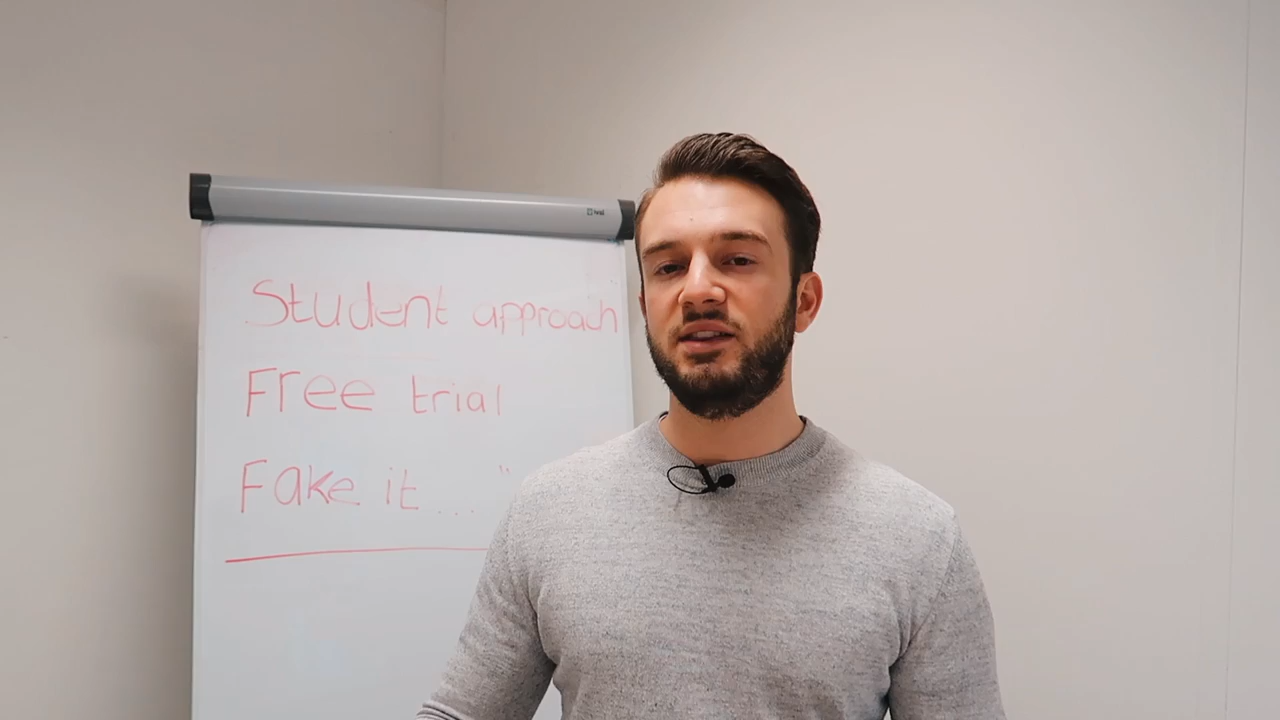 Student approach
Free trial
Fake it .... "